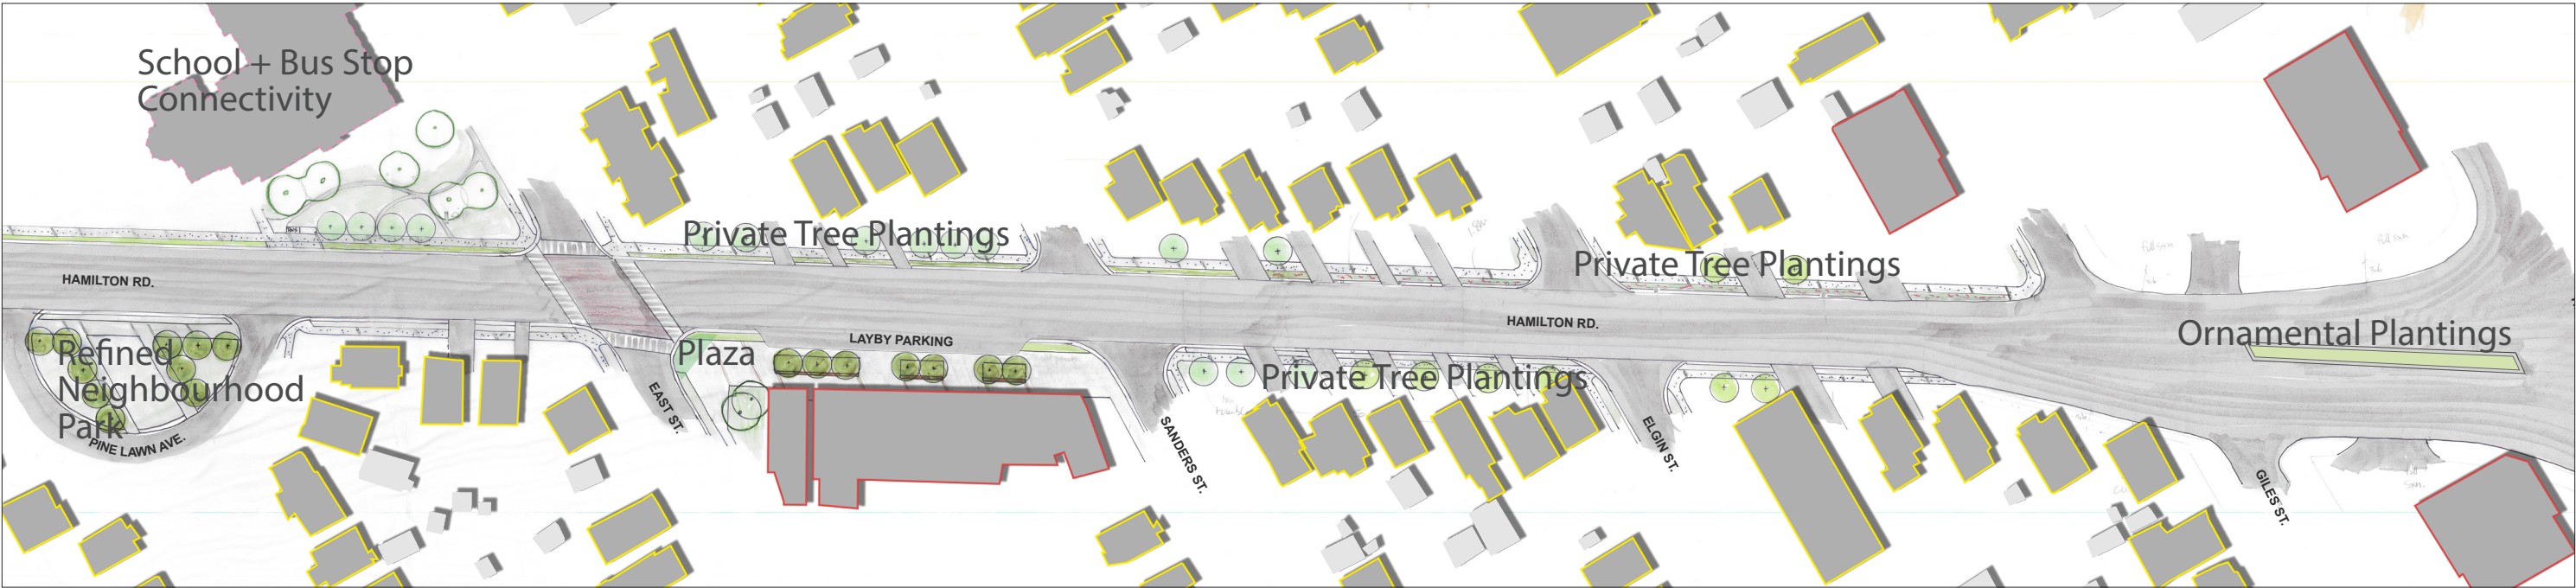 School + Bus Stop
Connectivity
Private Tree Plantings
Private Tree Plantings
HAMILTON RD.
HAMILTON RD.
Ornamental Plantings
LAYBY PARKING
Refined
Neighbourhood
Park
Plaza
Private Tree Plantings
PINE LAWN AVE.
EAST ST.
SANDERS ST.
ELGIN ST.
GILES ST.